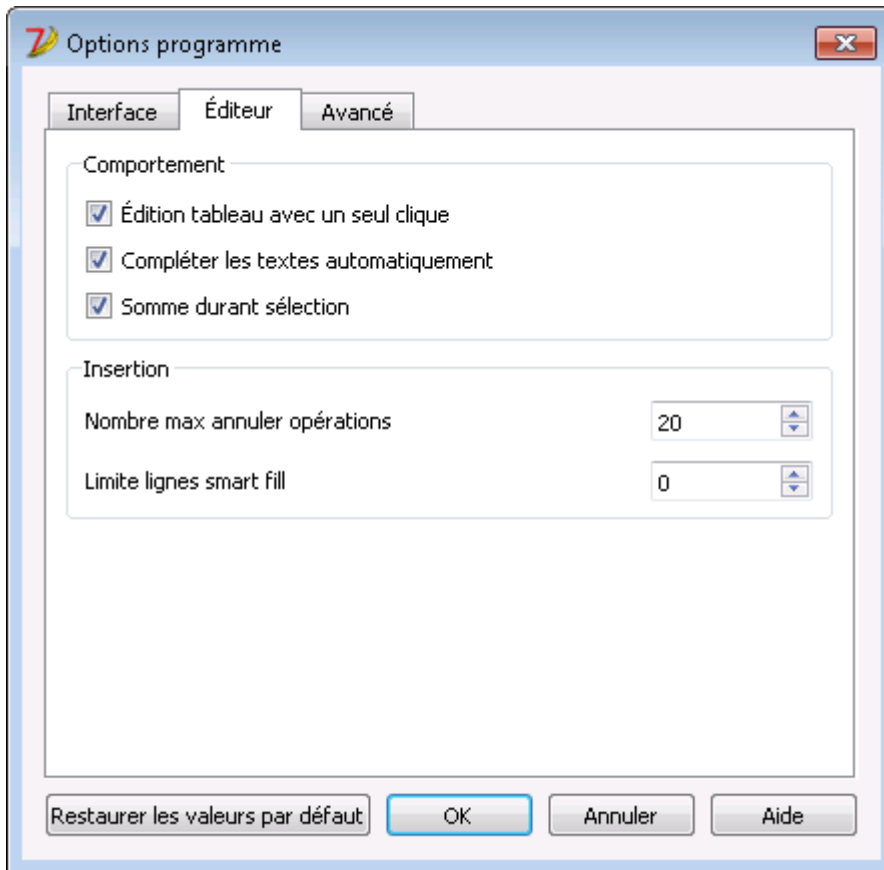 Options programme
Interface Éditeur Avancé
Comportement
Édition tableau avec un seul clique
Compléter les textes automatiquement
Somme durant sélection
Insertion
Nombre max annuler opérations 20
Limite lignes smart fill 0
Restaurer les valeurs par défaut OK Annuler Aide